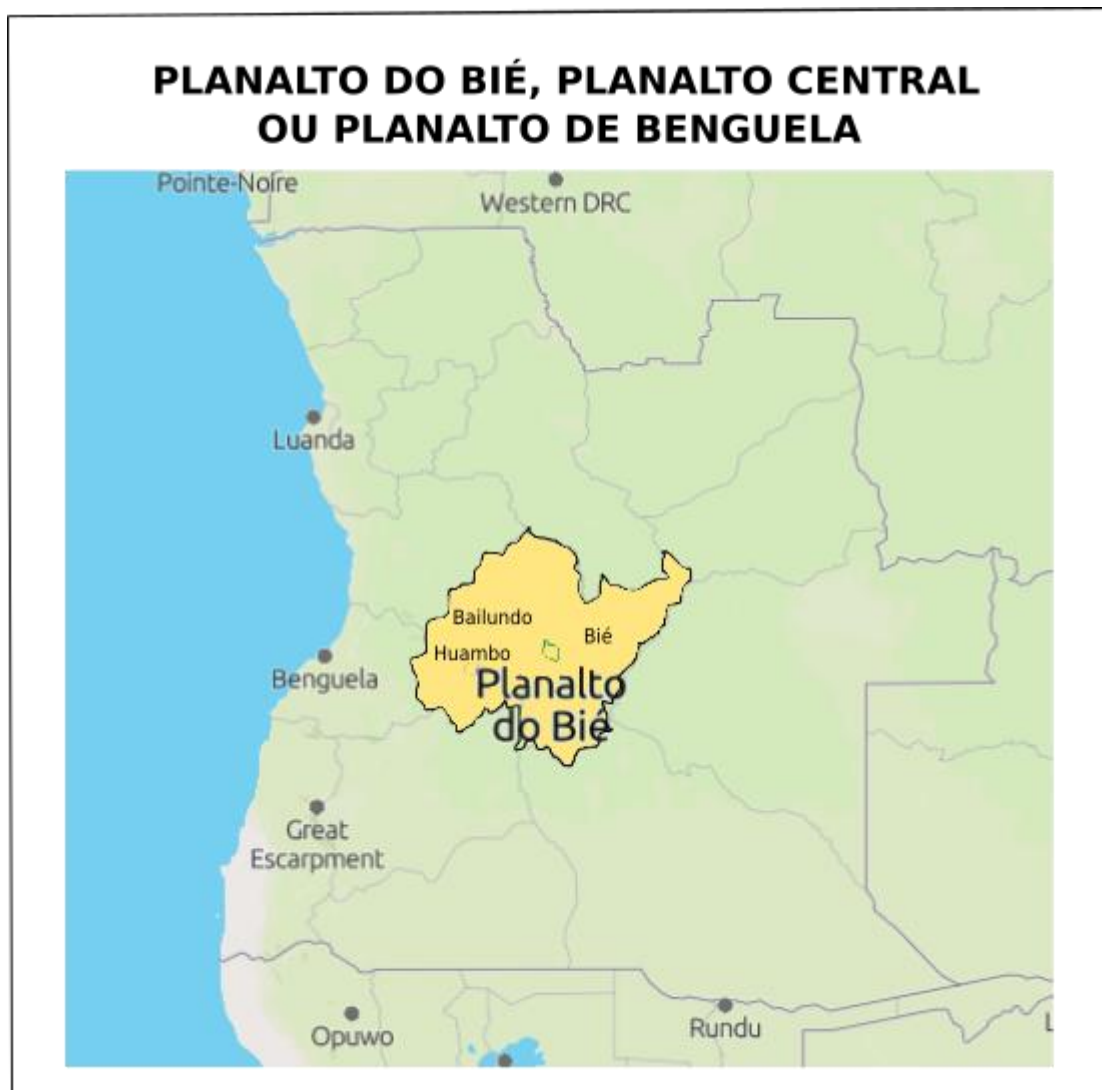 PLANALTO DO BIÉ, PLANALTO CENTRAL
OU PLANALTO DE BENGUELA
Pointe-Noire
Western DRC
Luanda
Bailundo
Bié
Huambo
Benguela
Planalto
do Bié
Great
Escarpment
Opuwo
Rundu
L